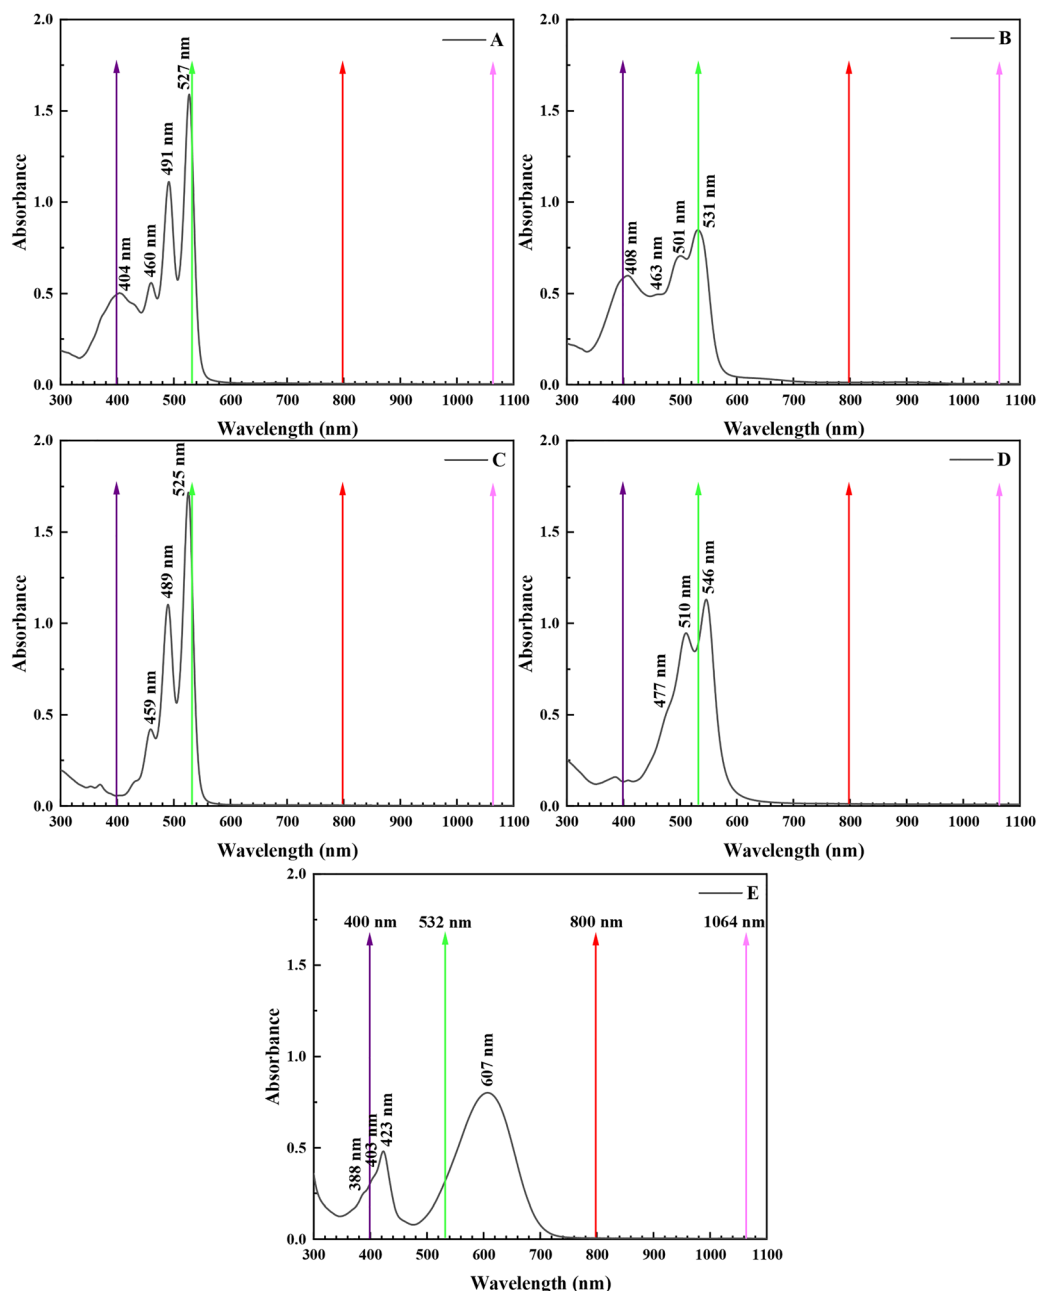 A
2.0
1.5
1.0
0.5
0.0
Absorbance
404 nm
460 nm
491 nm
527 nm
300 400 500 600 700 800 900 1000 1100
Wavelength (nm)
B
2.0
1.5
1.0
0.5
0.0
Absorbance
408 nm
463 nm
501 nm
531 nm
300 400 500 600 700 800 900 1000 1100
Wavelength (nm)
C
2.0
1.5
1.0
0.5
0.0
Absorbance
459 nm
489 nm
525 nm
300 400 500 600 700 800 900 1000 1100
Wavelength (nm)
D
2.0
1.5
1.0
0.5
0.0
Absorbance
477 nm
510 nm
546 nm
300 400 500 600 700 800 900 1000 1100
Wavelength (nm)
E
2.0
1.5
1.0
0.5
0.0
Absorbance
400 nm
532 nm
800 nm
1064 nm
388 nm
403 nm
423 nm
607 nm
300 400 500 600 700 800 900 1000 1100
Wavelength (nm)